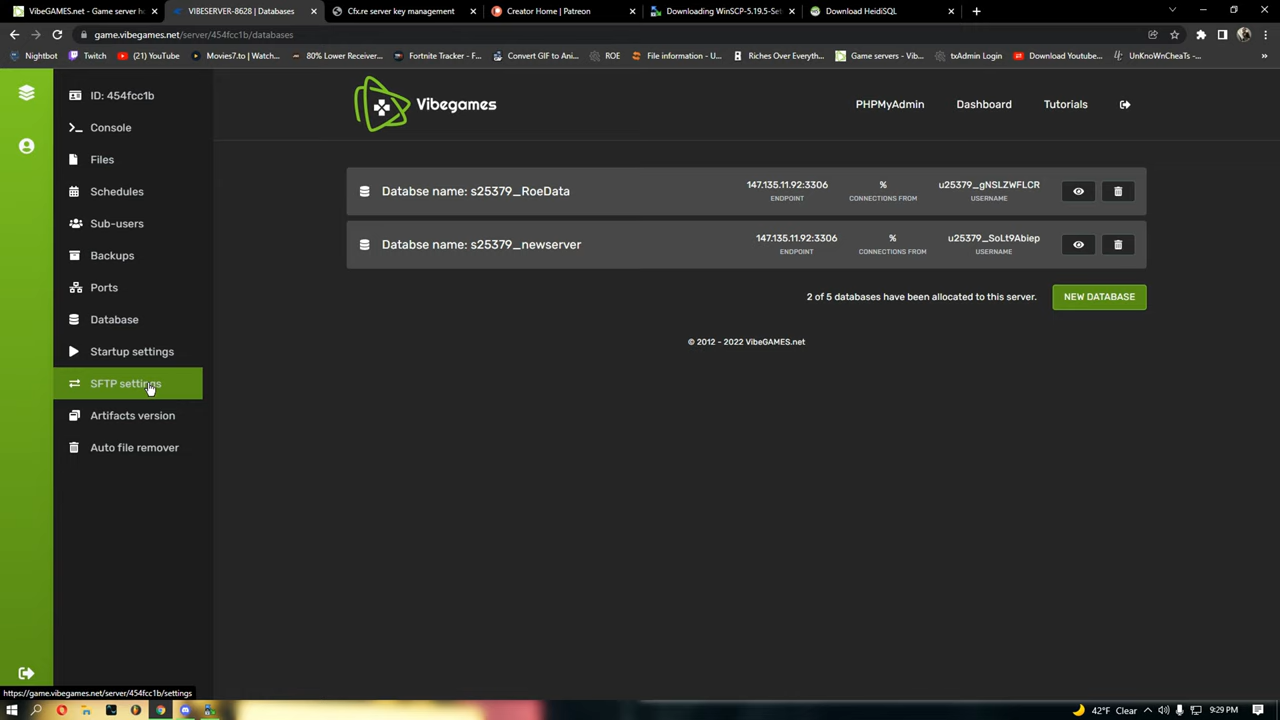 VibeGAMES.net - Game server h
VIBESERVER-8628 | Databases
Cfx.re server key management
Creator Home | Patreon
Downloading WinSCP-5.19.5-Set
Download HeidiSQL
game.vibegames.net/server/454fcc1b/databases
Nightbot
Twitch
(21) YouTube
Movies7.to | Watch...
80% Lower Receiver...
Fortnite Tracker - F...
Convert GIF to Ani...
ROE
File information - U...
Riches Over Everyth...
Game servers - Vib...
txAdmin Login
Download Youtube...
UnKnoWnCheaTs -...
ID: 454fcc1b
Console
Files
Schedules
Sub-users
Backups
Ports
Database
Startup settings
SFTP settings
Artifacts version
Auto file remover
Vibegames
PHPMyAdmin
Dashboard
Tutorials
Databse name: s25379_RoeData
147.135.11.92:3306
ENDPOINT
%
CONNECTIONS FROM
u25379_gNSLZWFLCR
USERNAME
Databse name: s25379_newserver
147.135.11.92:3306
ENDPOINT
%
CONNECTIONS FROM
u25379_SoLt9Abiep
USERNAME
2 of 5 databases have been allocated to this server.
NEW DATABASE
© 2012 - 2022 VibeGAMES.net
https://game.vibegames.net/server/454fcc1b/settings
42°F Clear
9:29 PM